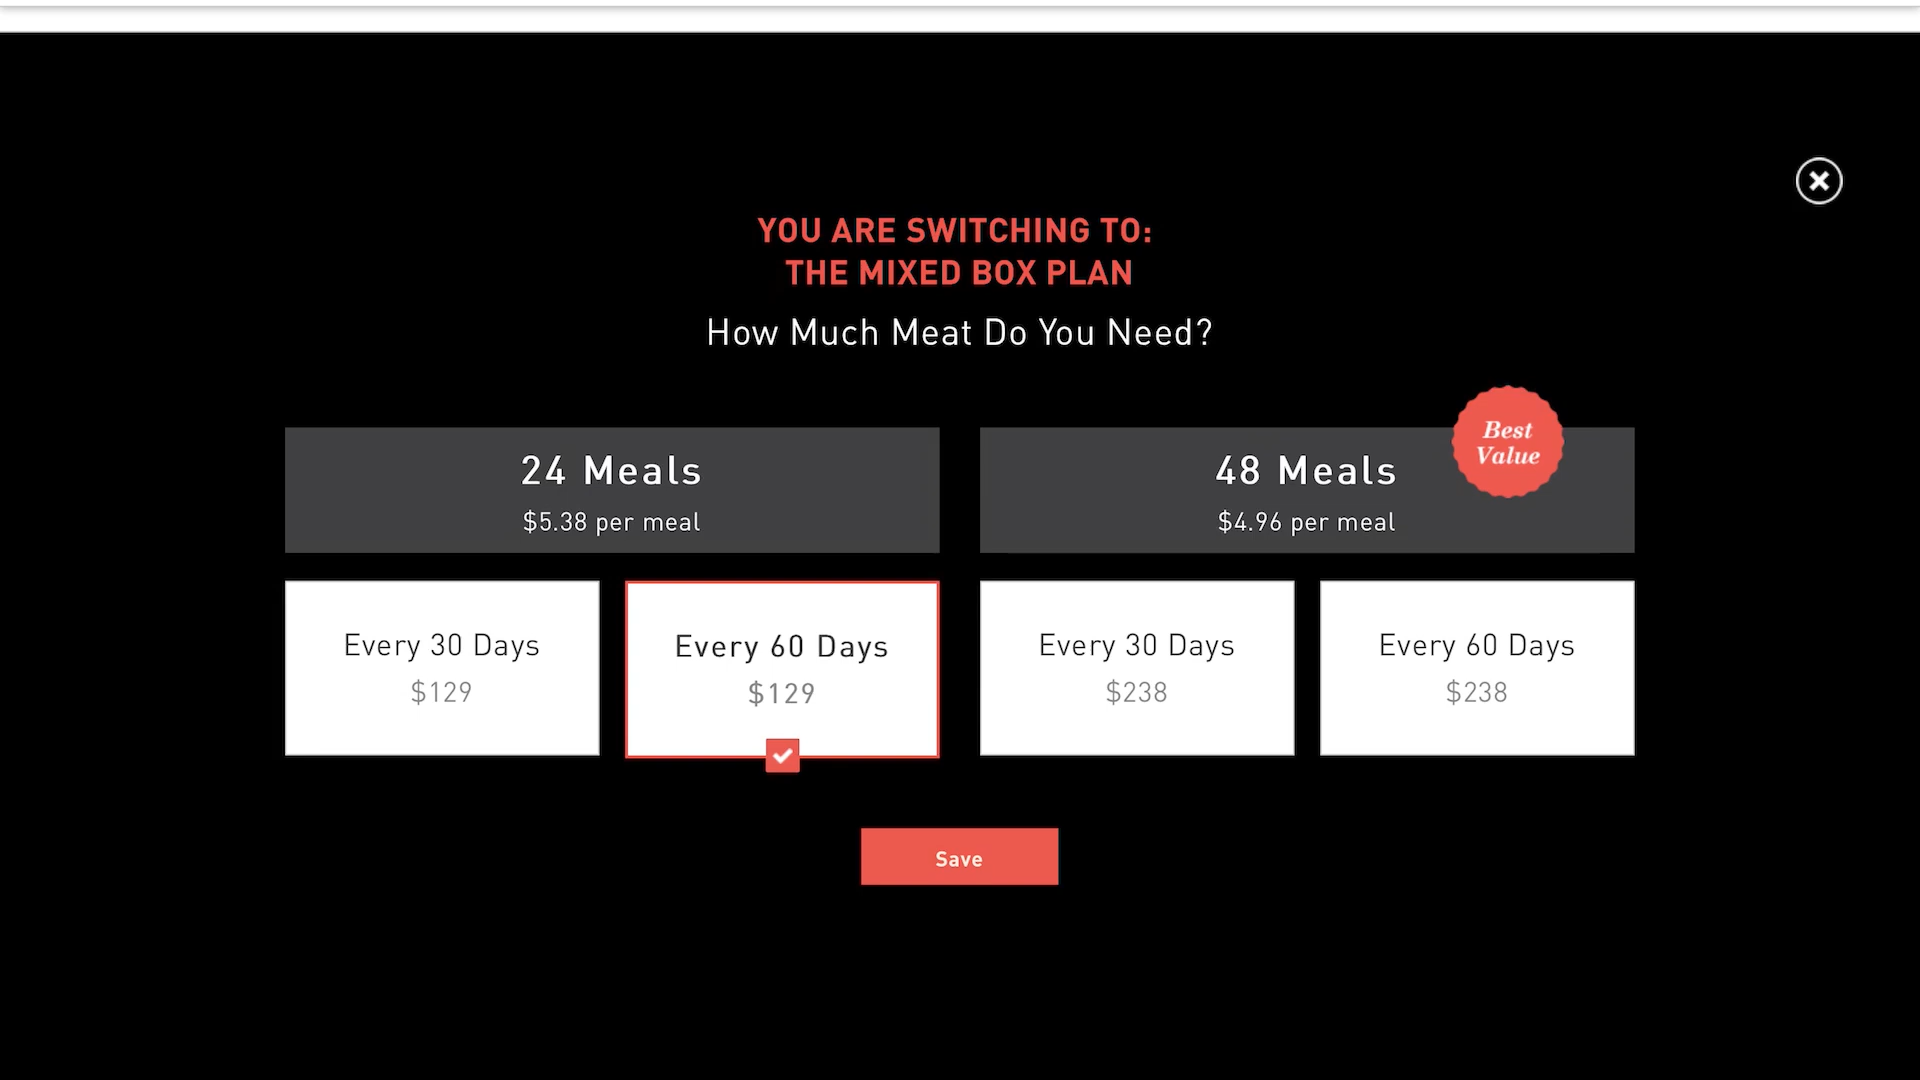 YOU ARE SWITCHING TO:
THE MIXED BOX PLAN
How Much Meat Do You Need?
24 Meals
$5.38 per meal
48 Meals
$4.96 per meal
Best
Value
Every 30 Days
$129
Every 60 Days
$129
Every 30 Days
$238
Every 60 Days
$238
Save